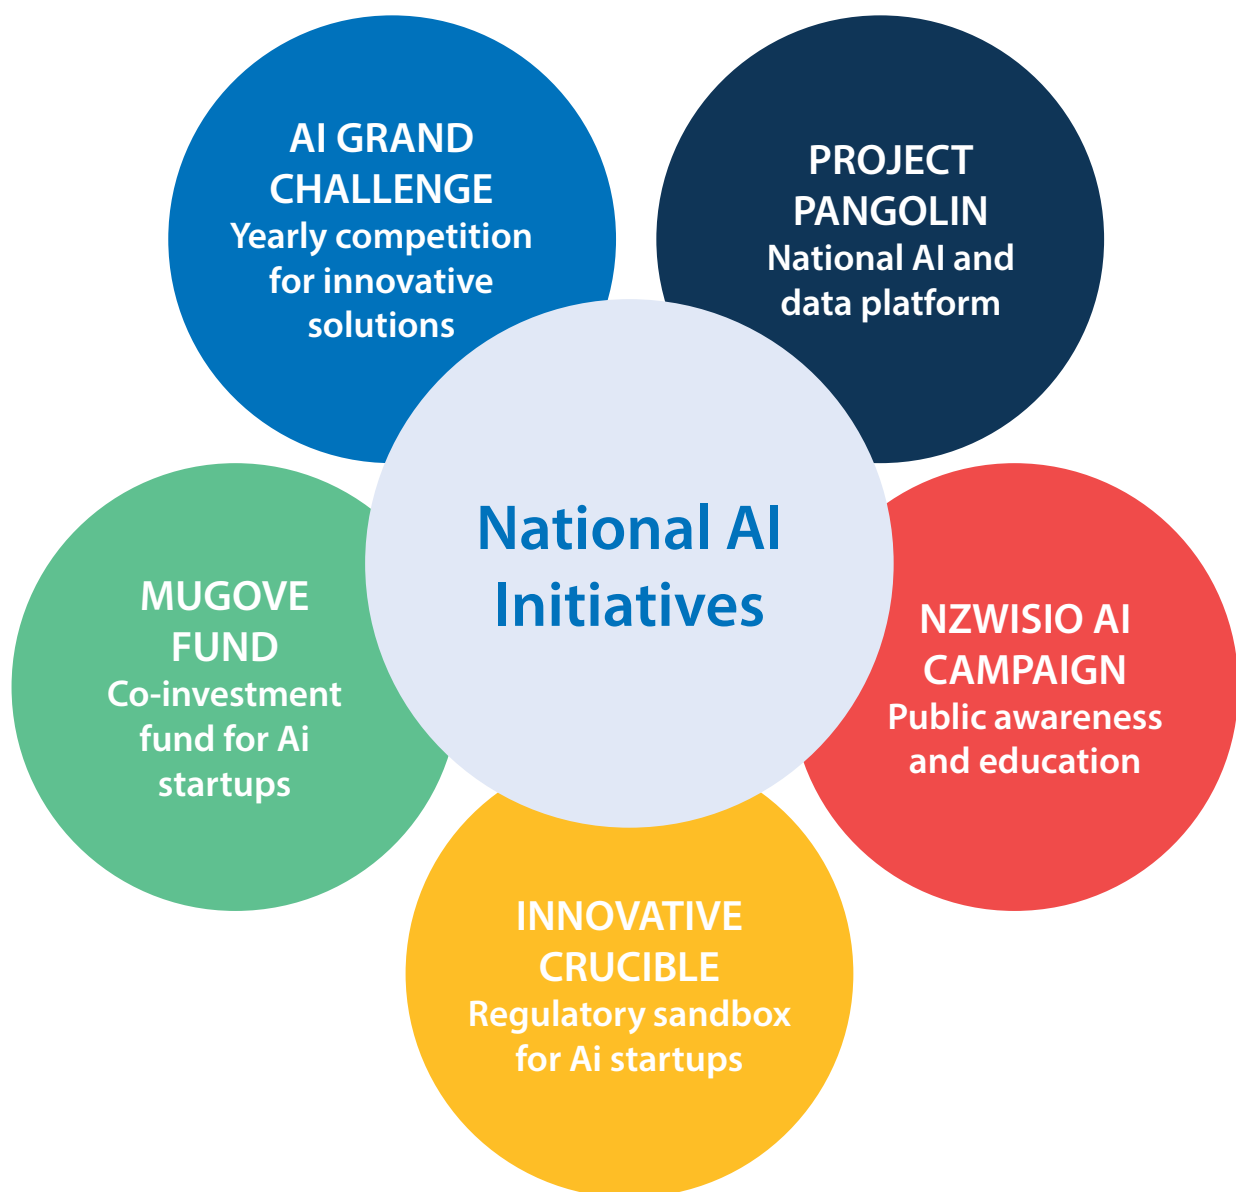 AI GRAND
CHALLENGE
Yearly competition
for innovative
solutions
PROJECT
PANGOLIN
National AI and
data platform
National AI
Initiatives
MUGOVE
FUND
Co-investment
fund for Ai
startups
NZWISIO AI
CAMPAIGN
Public awareness
and education
INNOVATIVE
CRUCIBLE
Regulatory sandbox
for Ai startups